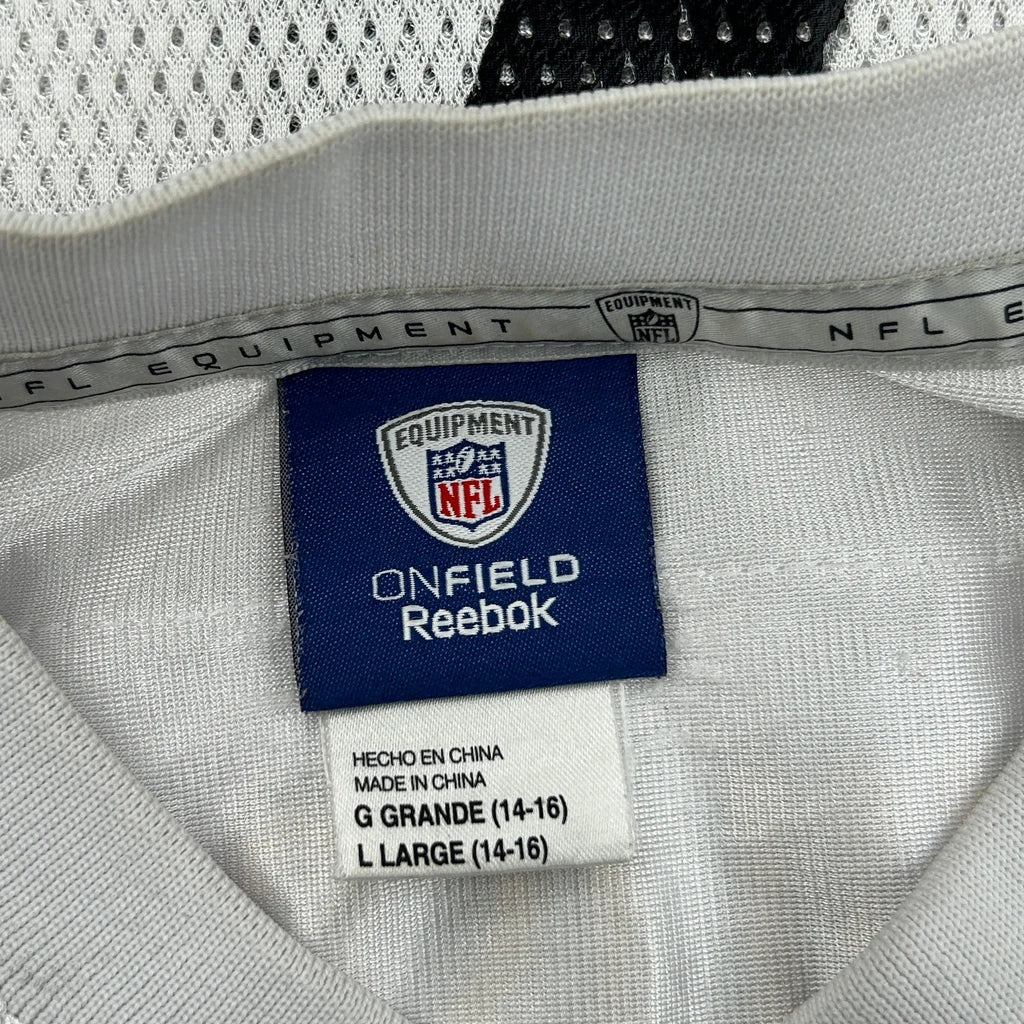 EQUIPMENT
NFL
FL EQUIPMENT
NFL E
EQUIPMENT
NFL
ONFIELD
Reebok
HECHO EN CHINA
MADE IN CHINA
G GRANDE (14-16)
L LARGE (14-16)